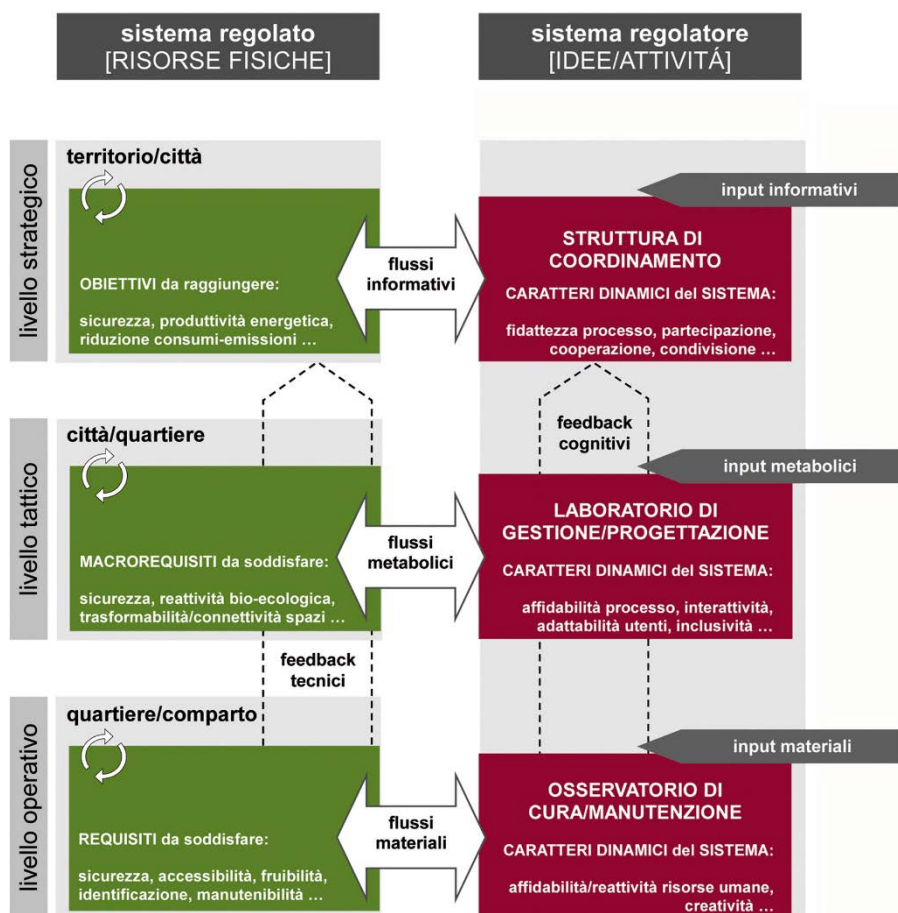 sistema regolato
[RISORSE FISICHE]
sistema regolatore
[IDEE/ATTIVITÁ]
livello strategico
territorio/città
OBIETTIVI da raggiungere:
sicurezza, produttività energetica,
riduzione consumi-emissioni ...
flussi
informativi
input informativi
STRUTTURA DI
COORDINAMENTO
CARATTERI DINAMICI del SISTEMA:
fidattezza processo, partecipazione,
cooperazione, condivisione ...
feedback
cognitivi
livello tattico
città/quartiere
MACROREQUISITI da soddisfare:
sicurezza, reattività bio-ecologica,
trasformabilità/connettività spazi ...
flussi
metabolici
input metabolici
LABORATORIO DI
GESTIONE/PROGETTAZIONE
CARATTERI DINAMICI del SISTEMA:
affidabilità processo, interattività,
adattabilità utenti, inclusività ...
feedback
tecnici
livello operativo
quartiere/comparto
REQUISITI da soddisfare:
sicurezza, accessibilità, fruibilità,
identificazione, manutenibilità ...
flussi
materiali
input materiali
OSSERVATORIO DI
CURA/MANUTENZIONE
CARATTERI DINAMICI del SISTEMA:
affidabilità/reattività risorse umane,
creatività ...